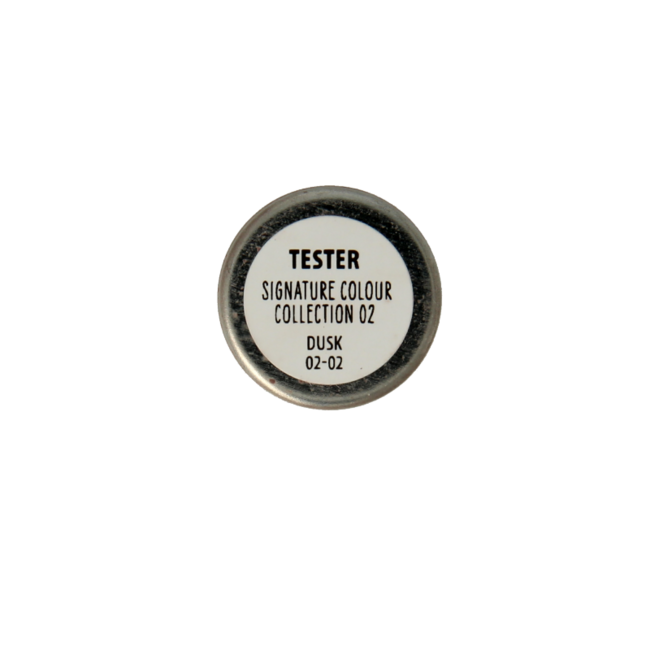 TESTER
SIGNATURE COLOUR
COLLECTION 02
DUSK
02-02